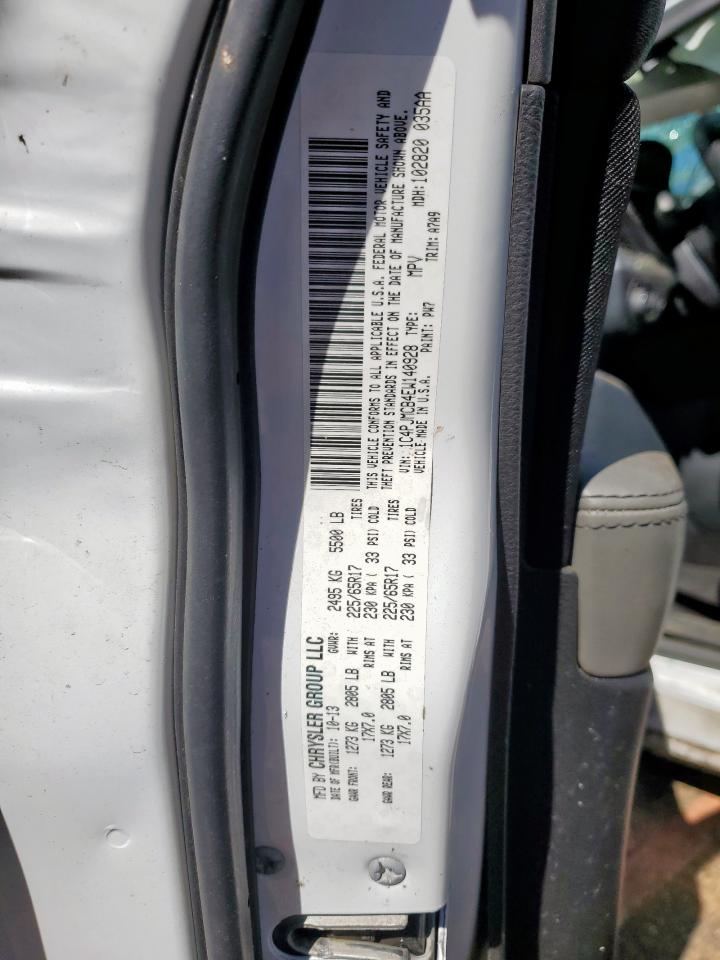 MFD BY CHRYSLER GROUP LLC
DATE OF MFR(BUILT): 10-13 GVWR: 2495 KG 5500 LB
GAWR FRONT: 1273 KG 2805 LB WITH 225/65R17 TIRES
17X7.0 RIMS AT 230 KPA ( 33 PSI) COLD
GAWR REAR: 1273 KG 2805 LB WITH 225/65R17 TIRES
17X7.0 RIMS AT 230 KPA ( 33 PSI) COLD
THIS VEHICLE CONFORMS TO ALL APPLICABLE U.S.A. FEDERAL MOTOR VEHICLE SAFETY AND
THEFT PREVENTION STANDARDS IN EFFECT ON THE DATE OF MANUFACTURE SHOWN ABOVE.
VIN: 1C4PJMCB4EW140928 TYPE: MPV MDH: 102820 035AA
VEHICLE MADE IN U.S.A. PAINT: PW7 TRIM: A7A9